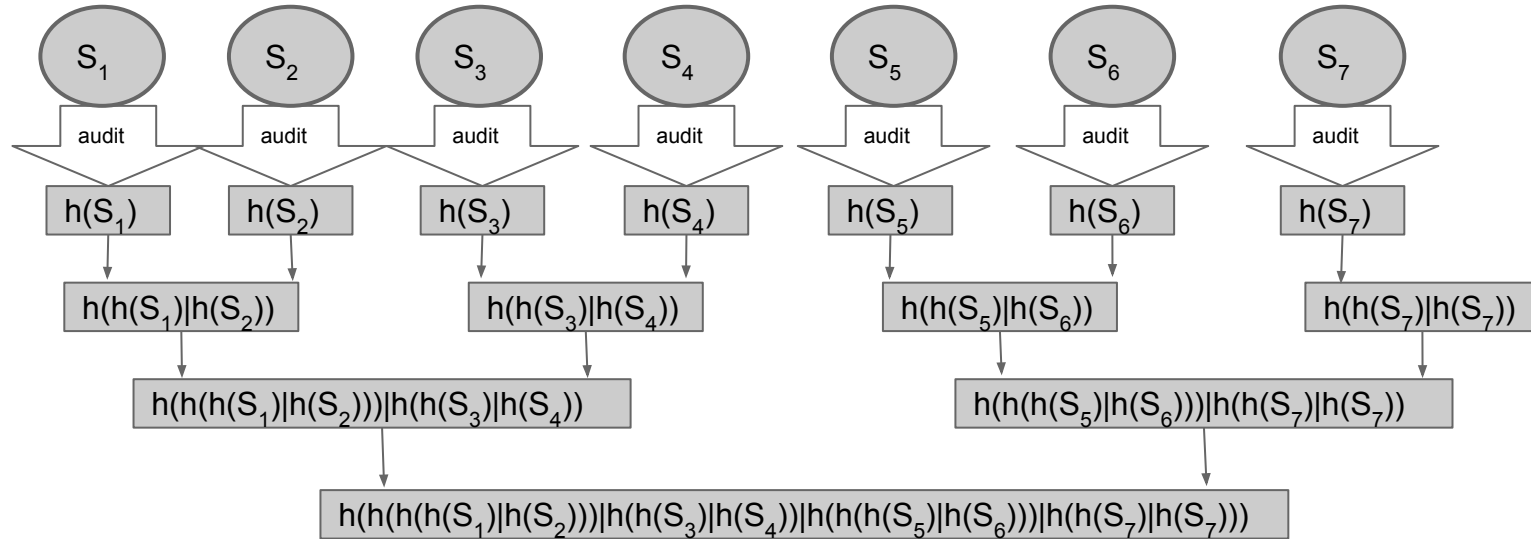 S₁ S₂ S₃ S₄ S₅ S₆ S₇
audit audit audit audit audit audit audit
h(S₁) h(S₂) h(S₃) h(S₄) h(S₅) h(S₆) h(S₇)
h(h(S₁)|h(S₂)) h(h(S₃)|h(S₄)) h(h(S₅)|h(S₆)) h(h(S₇)|h(S₇))
h(h(h(S₁)|h(S₂)))|h(h(S₃)|h(S₄)) h(h(h(S₅)|h(S₆)))|h(h(S₇)|h(S₇))
h(h(h(h(S₁)|h(S₂)))|h(h(S₃)|h(S₄))|h(h(h(S₅)|h(S₆)))|h(h(S₇)|h(S₇)))